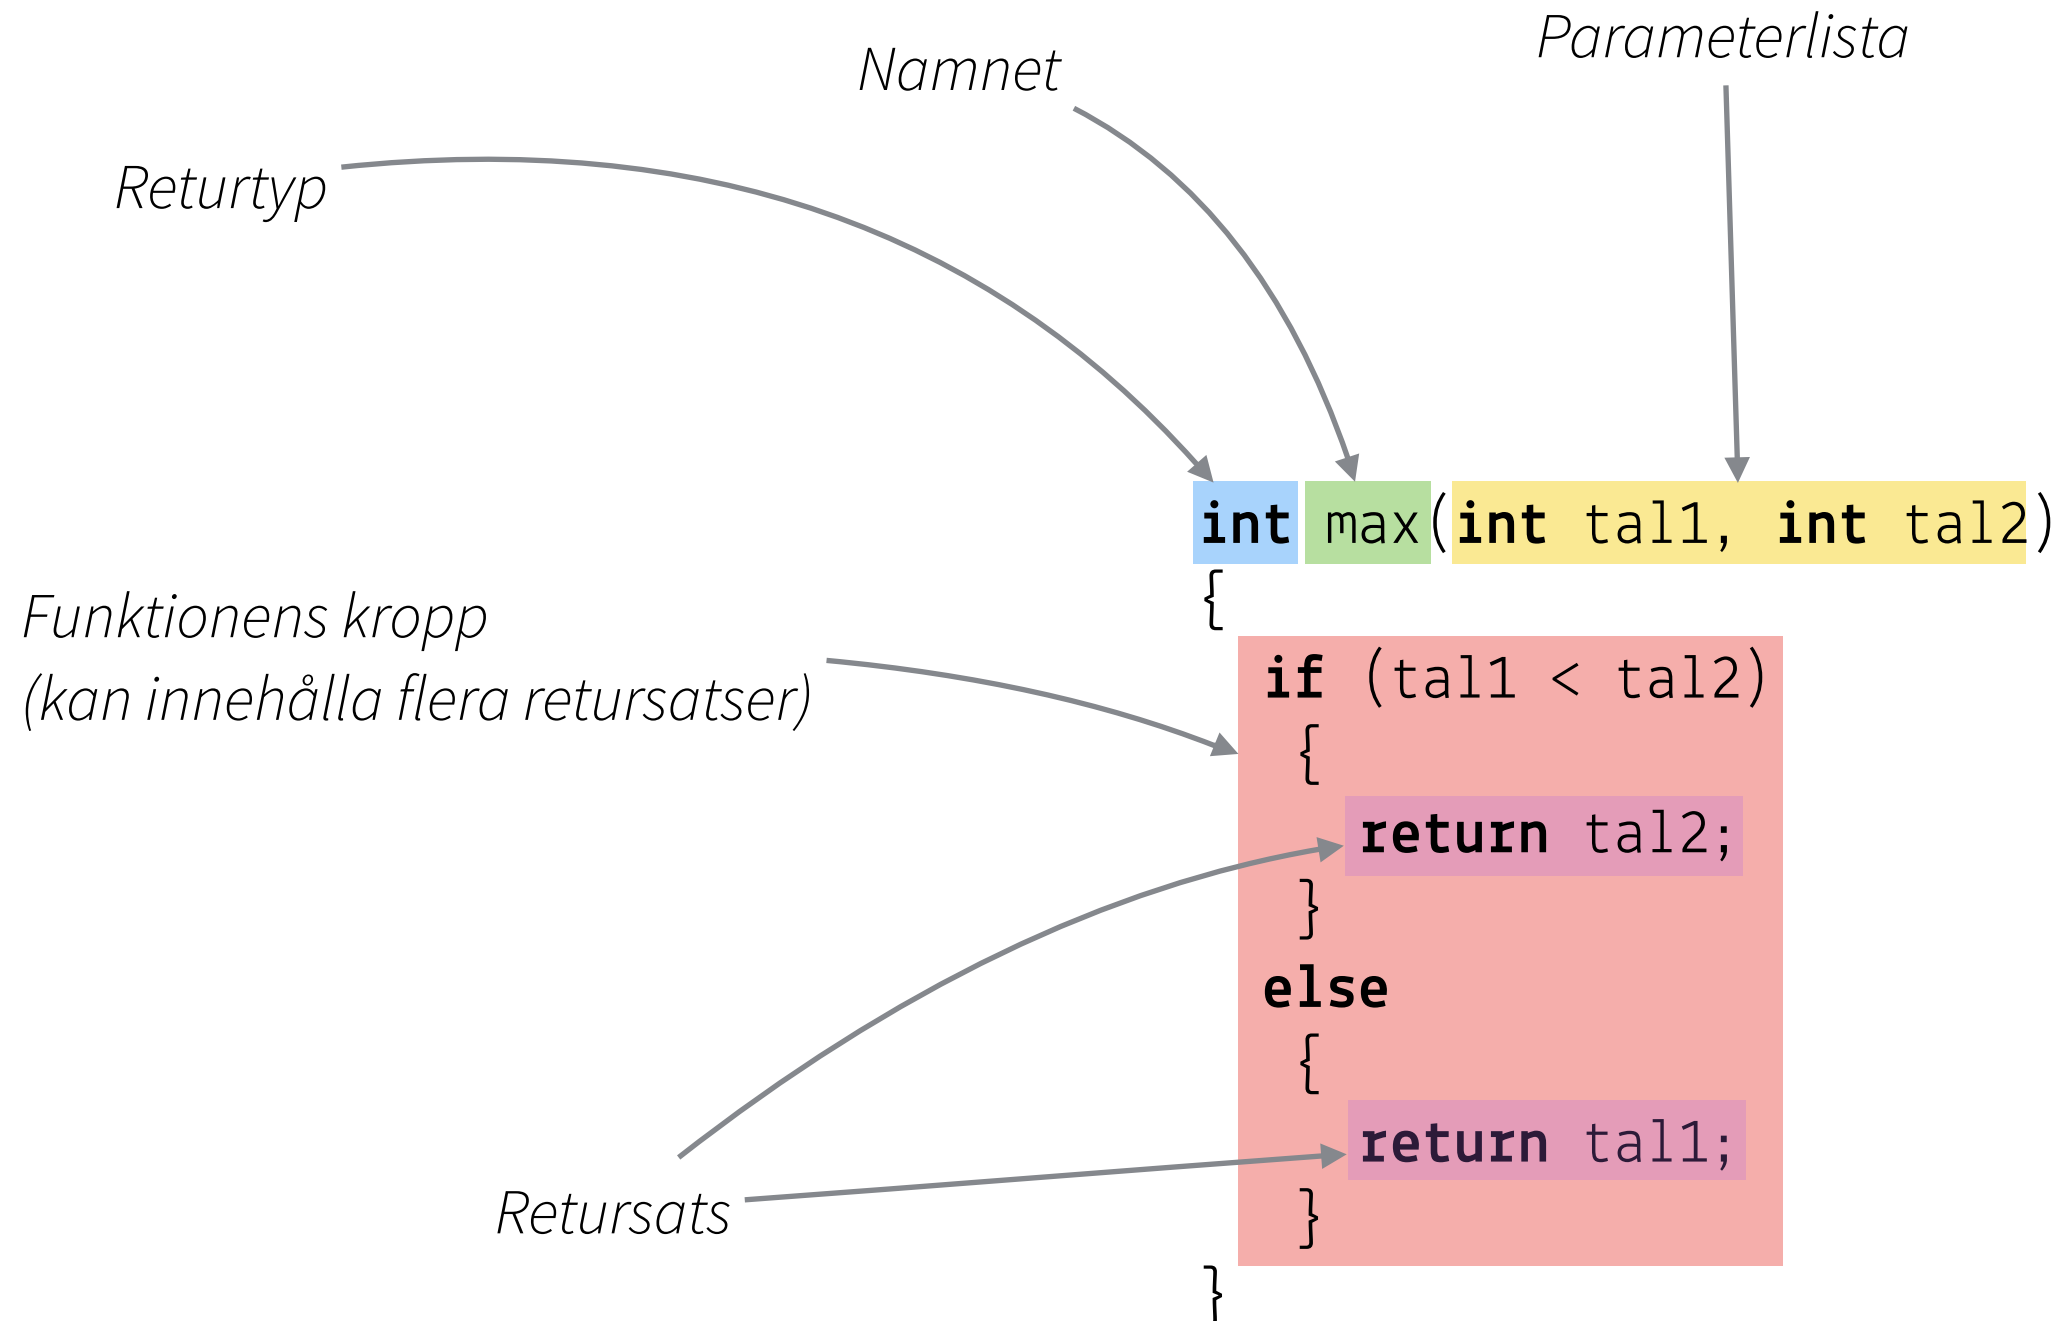 Parameterlista
Namnet
Returtyp
int max(int tal1, int tal2)
{
Funktionens kropp
(kan innehålla flera retursatser)
if (tal1 < tal2)
{
return tal2;
}
else
{
return tal1;
}
Retursats
}